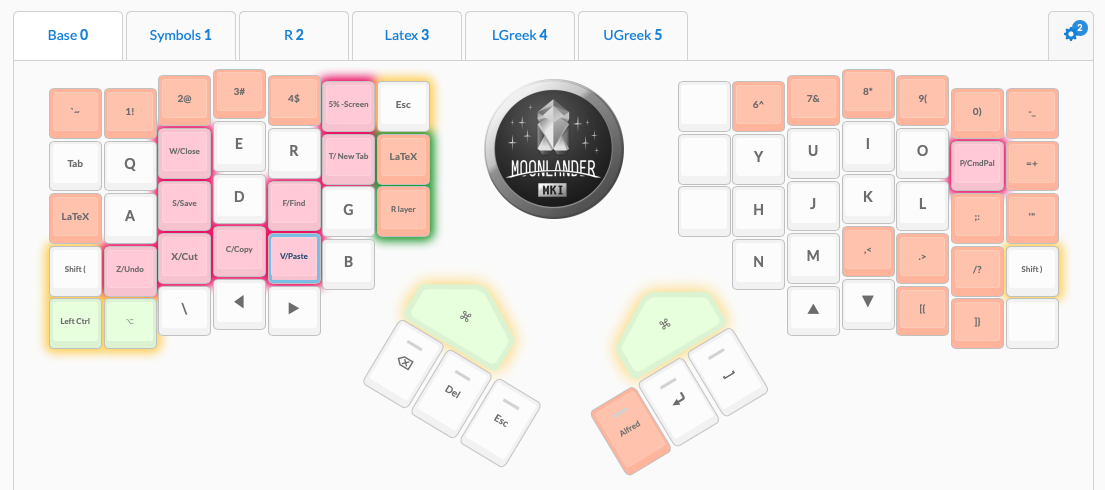 Base 0
Symbols 1
R 2
Latex 3
LGreek 4
UGreek 5
2
`~
1!
2@
3#
4$
5% -Screen
Esc
6^
7&
8*
9(
0)
-_
Tab
Q
W/Close
E
R
T/ New Tab
LaTeX
Y
U
I
O
P/CmdPal
=+
LaTeX
A
S/Save
D
F/Find
G
R layer
H
J
K
L
;:
'"
Shift (
Z/Undo
X/Cut
C/Copy
V/Paste
B
N
M
,<
.>
/?
Shift )
Left Ctrl
⌥
\
◀
▶
▲
▼
[{
]}
MOONLANDER
MKI
⌘
⌫
Del
Esc
⌘
Alfred